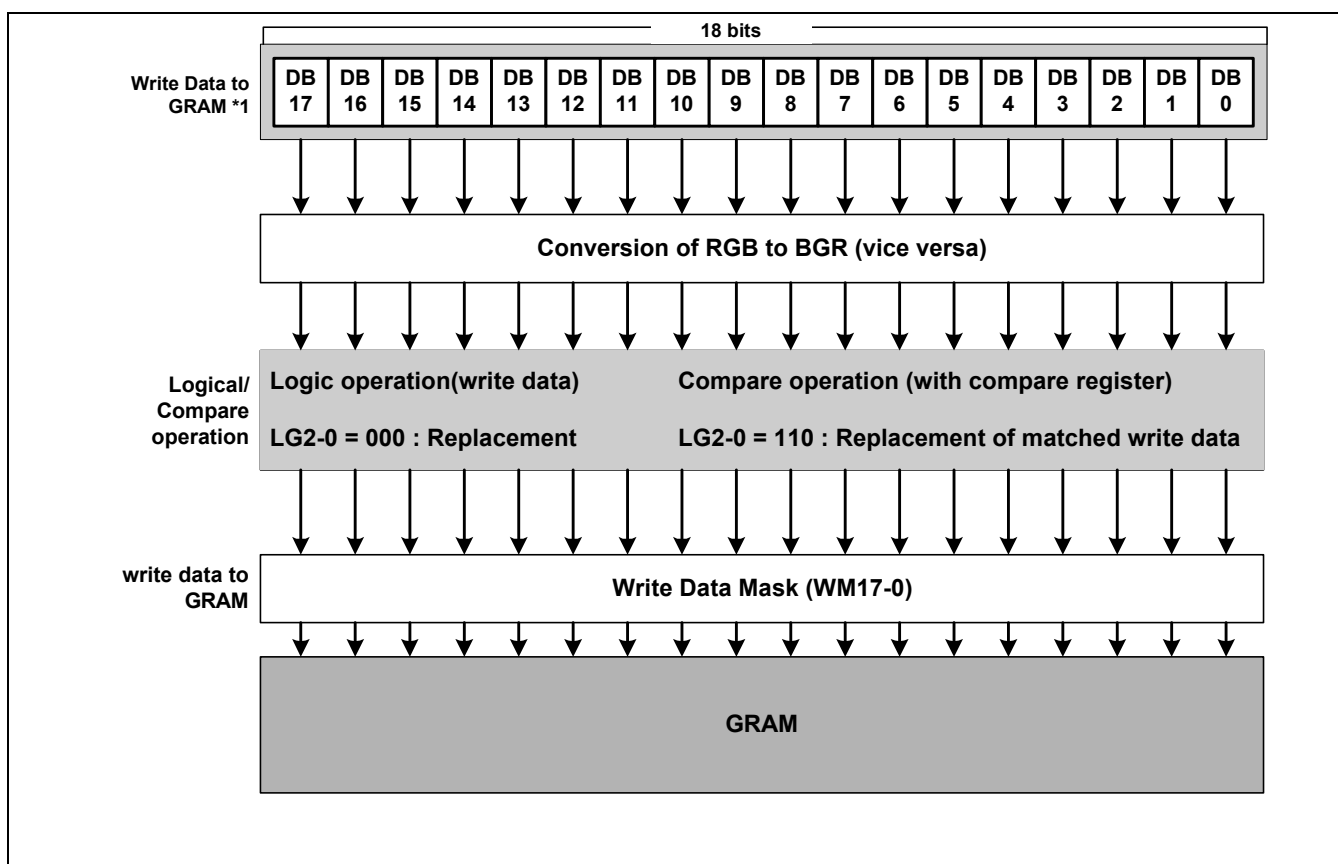 18 bits
Write Data to
GRAM *1
DB DB DB DB DB DB DB DB DB DB DB DB DB DB DB DB DB DB
17 16 15 14 13 12 11 10 9 8 7 6 5 4 3 2 1 0
Conversion of RGB to BGR (vice versa)
Logical/
Compare
operation
Logic operation(write data)
LG2-0 = 000 : Replacement
Compare operation (with compare register)
LG2-0 = 110 : Replacement of matched write data
write data to
GRAM
Write Data Mask (WM17-0)
GRAM